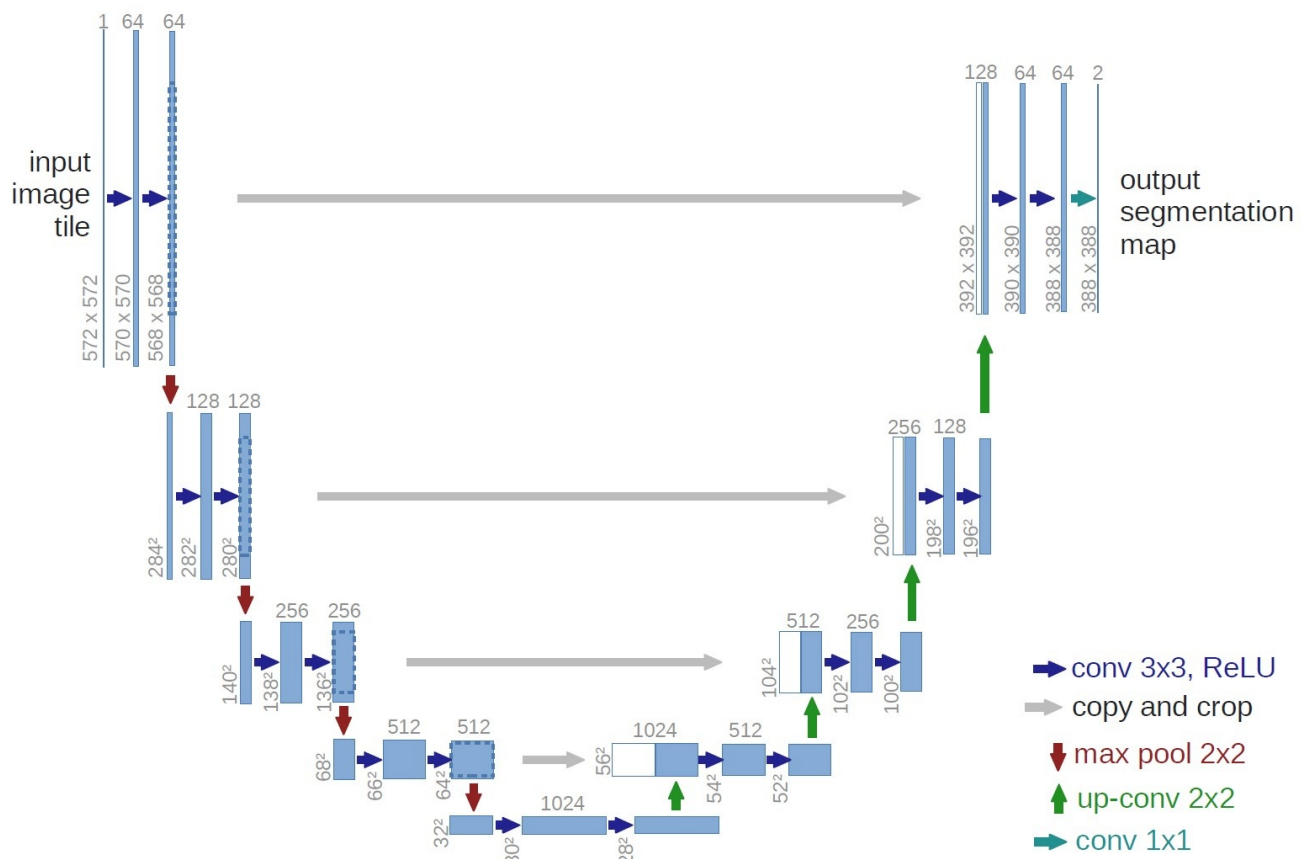 1 64 64
input
image
tile
572 x 572
570 x 570
568 x 568
128
392 x 392
64
390 x 390
64
388 x 388
2
388 x 388
output
segmentation
map
128 128
284²
282²
280²
256 128
200²
198²
196²
256 256
140²
138²
136²
512 256
104²
102²
100²
512 512
68²
66²
64²
1024 512
56²
54²
52²
1024
32²
30²
28²
conv 3x3, ReLU
copy and crop
max pool 2x2
up-conv 2x2
conv 1x1